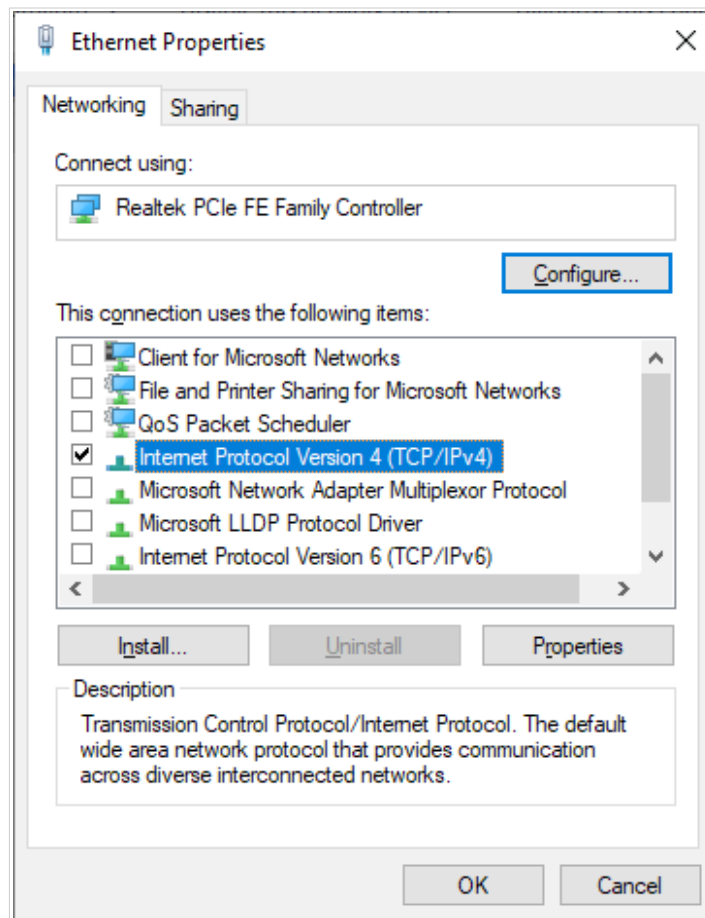 Ethernet Properties
Networking Sharing
Connect using:
Realtek PCIe FE Family Controller
Configure...
This connection uses the following items:
Client for Microsoft Networks
File and Printer Sharing for Microsoft Networks
QoS Packet Scheduler
Internet Protocol Version 4 (TCP/IPv4)
Microsoft Network Adapter Multiplexor Protocol
Microsoft LLDP Protocol Driver
Internet Protocol Version 6 (TCP/IPv6)
Install... Uninstall Properties
Description
Transmission Control Protocol/Internet Protocol. The default
wide area network protocol that provides communication
across diverse interconnected networks.
OK Cancel